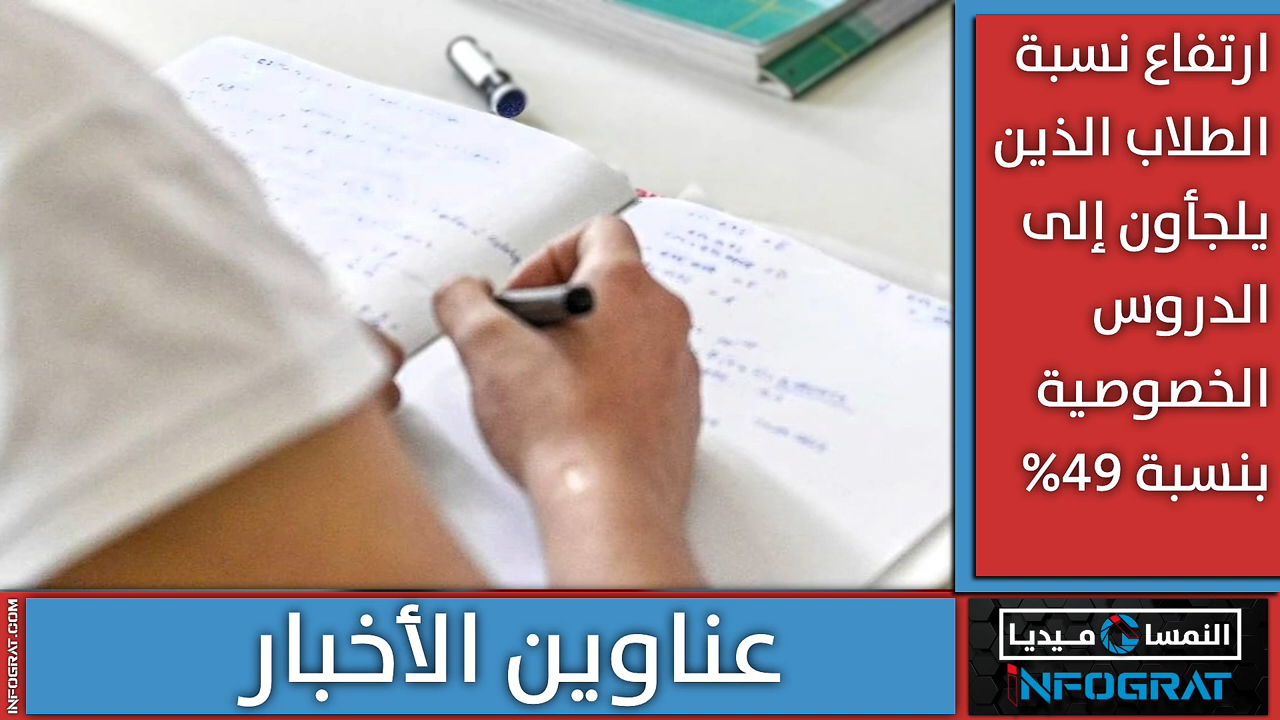 ارتفاع نسبة
الطلاب الذين
يلجأون إلى
الدروس
الخصوصية
بنسبة 49%
عناوين الأخبار
النمسا ميديا
INFOGRAT
INFOGRAT.COM